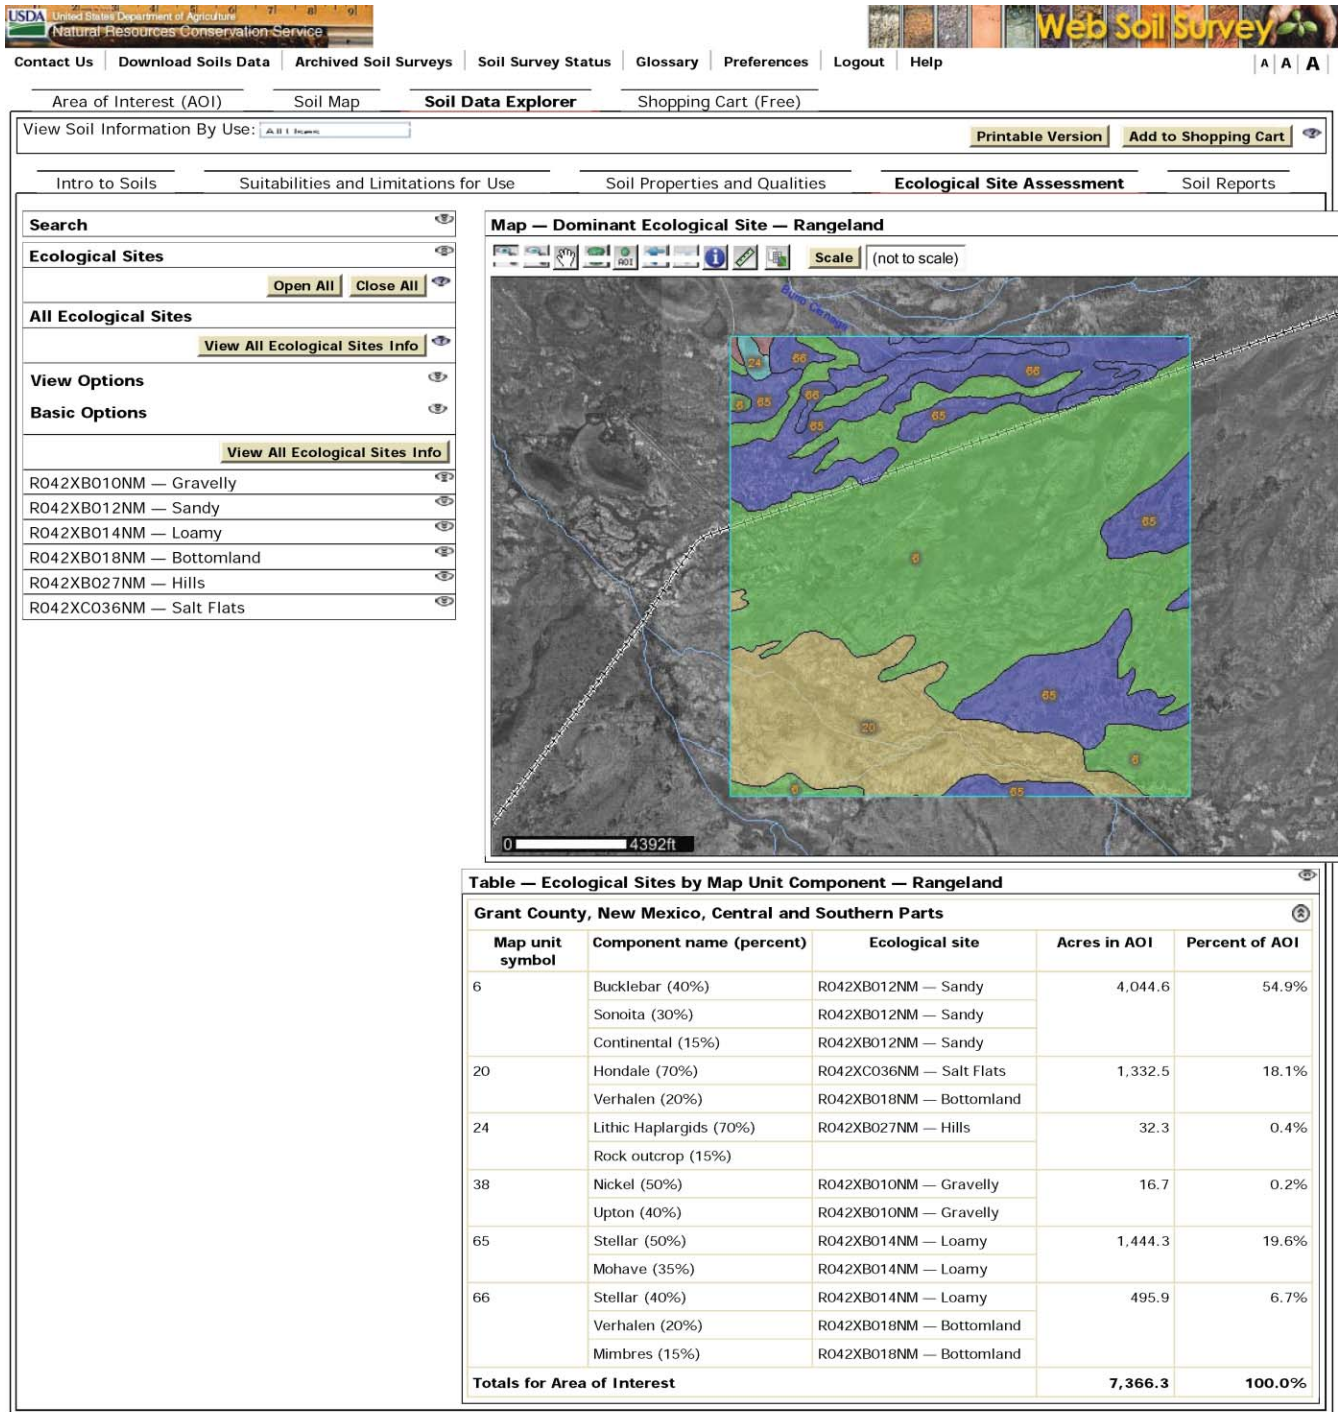 USDA United States Department of Agriculture
Natural Resources Conservation Service
Web Soil Survey
Contact Us Download Soils Data Archived Soil Surveys Soil Survey Status Glossary Preferences Logout Help A A A
Area of Interest (AOI) Soil Map Soil Data Explorer Shopping Cart (Free)
View Soil Information By Use: All Uses Printable Version Add to Shopping Cart
Intro to Soils Suitabilities and Limitations for Use Soil Properties and Qualities Ecological Site Assessment Soil Reports
Search
Ecological Sites
Open All Close All
All Ecological Sites
View All Ecological Sites Info
View Options
Basic Options
View All Ecological Sites Info
R042XB010NM — Gravelly
R042XB012NM — Sandy
R042XB014NM — Loamy
R042XB018NM — Bottomland
R042XB027NM — Hills
R042XC036NM — Salt Flats
Map — Dominant Ecological Site — Rangeland
AOI Scale (not to scale)
Burro Cienega
24 66 66
6 65 66 65
65
65
6
65
20
6
6 65
0 4392ft
Table — Ecological Sites by Map Unit Component — Rangeland
Grant County, New Mexico, Central and Southern Parts
Map unit symbol Component name (percent) Ecological site Acres in AOI Percent of AOI
6 Bucklebar (40%) R042XB012NM — Sandy 4,044.6 54.9%
Sonoita (30%) R042XB012NM — Sandy
Continental (15%) R042XB012NM — Sandy
20 Hondale (70%) R042XC036NM — Salt Flats 1,332.5 18.1%
Verhalen (20%) R042XB018NM — Bottomland
24 Lithic Haplargids (70%) R042XB027NM — Hills 32.3 0.4%
Rock outcrop (15%)
38 Nickel (50%) R042XB010NM — Gravelly 16.7 0.2%
Upton (40%) R042XB010NM — Gravelly
65 Stellar (50%) R042XB014NM — Loamy 1,444.3 19.6%
Mohave (35%) R042XB014NM — Loamy
66 Stellar (40%) R042XB014NM — Loamy 495.9 6.7%
Verhalen (20%) R042XB018NM — Bottomland
Mimbres (15%) R042XB018NM — Bottomland
Totals for Area of Interest 7,366.3 100.0%